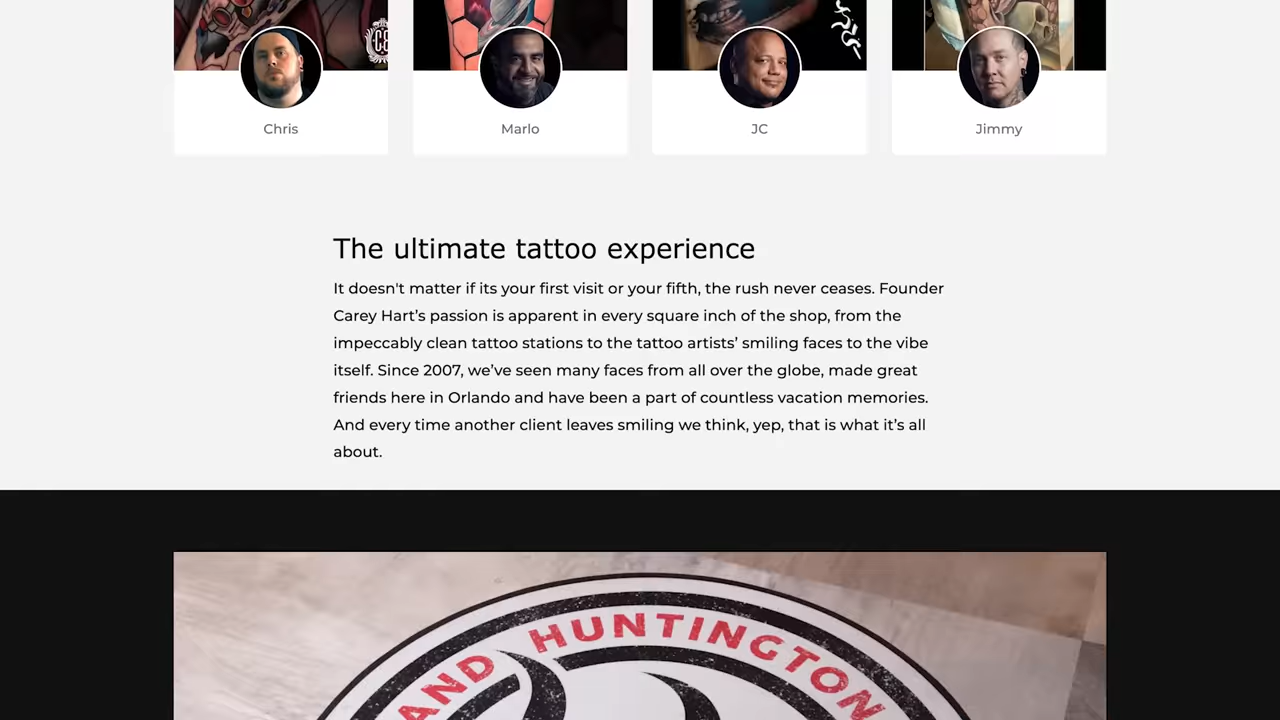 Chris
Marlo
JC
Jimmy
The ultimate tattoo experience
It doesn't matter if its your first visit or your fifth, the rush never ceases. Founder
Carey Hart’s passion is apparent in every square inch of the shop, from the
impeccably clean tattoo stations to the tattoo artists’ smiling faces to the vibe
itself. Since 2007, we’ve seen many faces from all over the globe, made great
friends here in Orlando and have been a part of countless vacation memories.
And every time another client leaves smiling we think, yep, that is what it’s all
about.
AND HUNTINGTON